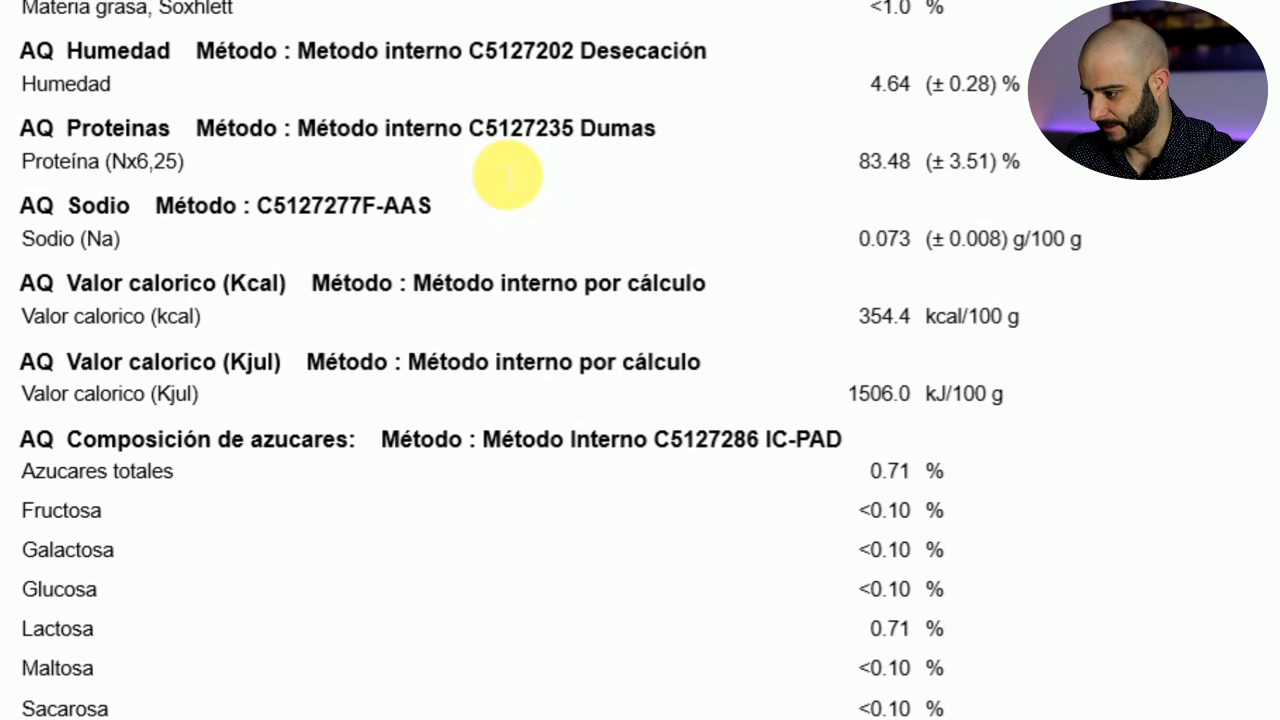 Materia grasa, Soxhlett <1.0 %
AQ Humedad Método : Metodo interno C5127202 Desecación
Humedad 4.64 (± 0.28) %
AQ Proteinas Método : Método interno C5127235 Dumas
Proteína (Nx6,25) 83.48 (± 3.51) %
AQ Sodio Método : C5127277F-AAS
Sodio (Na) 0.073 (± 0.008) g/100 g
AQ Valor calorico (Kcal) Método : Método interno por cálculo
Valor calorico (kcal) 354.4 kcal/100 g
AQ Valor calorico (Kjul) Método : Método interno por cálculo
Valor calorico (Kjul) 1506.0 kJ/100 g
AQ Composición de azucares: Método : Método Interno C5127286 IC-PAD
Azucares totales 0.71 %
Fructosa <0.10 %
Galactosa <0.10 %
Glucosa <0.10 %
Lactosa 0.71 %
Maltosa <0.10 %
Sacarosa <0.10 %